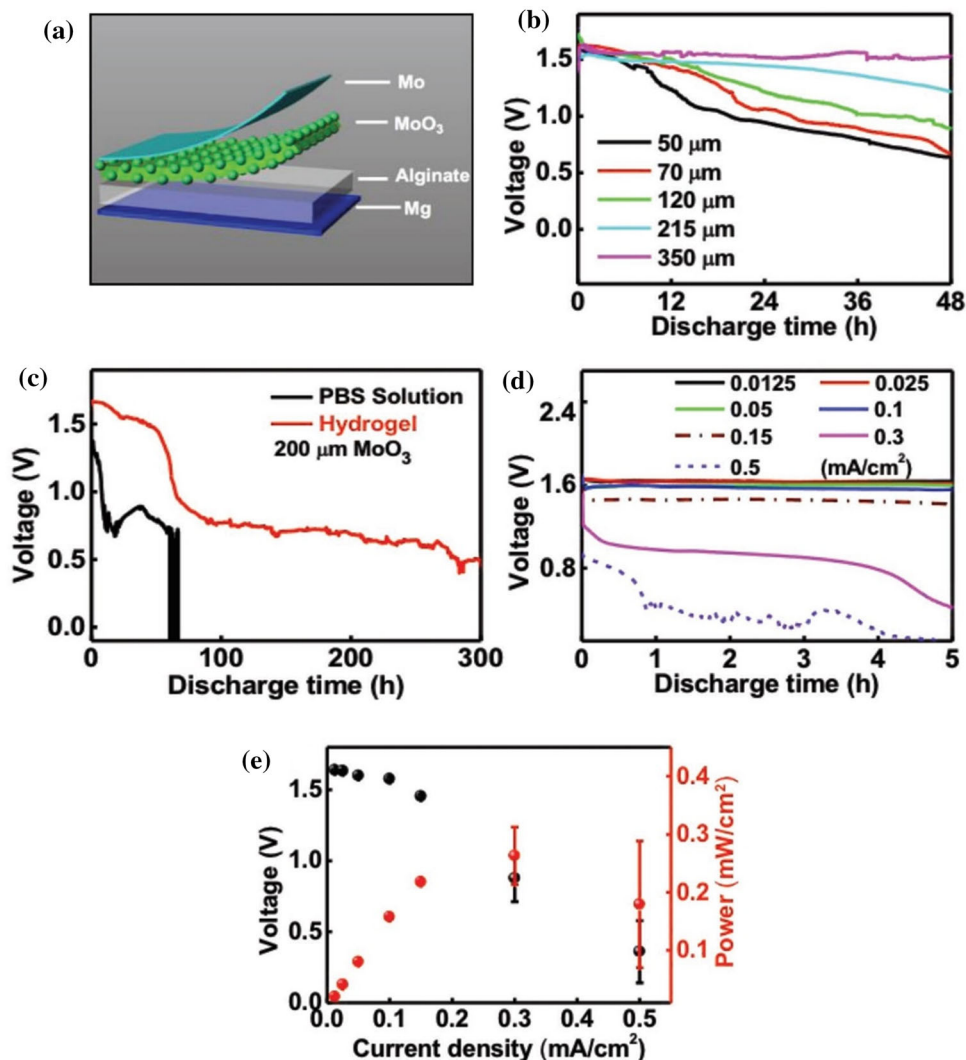 (a)
Mo
MoO₃
Alginate
Mg
(b)
Voltage (V)
1.5
1.0
0.5
0.0
50 μm
70 μm
120 μm
215 μm
350 μm
0 12 24 36 48
Discharge time (h)
(c)
Voltage (V)
1.5
1.0
0.5
0.0
PBS Solution
Hydrogel
200 μm MoO₃
0 100 200 300
Discharge time (h)
(d)
Voltage (V)
2.4
1.6
0.8
0.0125 0.025
0.05 0.1
0.15 0.3
0.5 (mA/cm²)
0 1 2 3 4 5
Discharge time (h)
(e)
Voltage (V)
1.5
1.0
0.5
0.0
0.4
0.3
0.2
0.1
Power (mW/cm²)
0.0 0.1 0.2 0.3 0.4 0.5
Current density (mA/cm²)